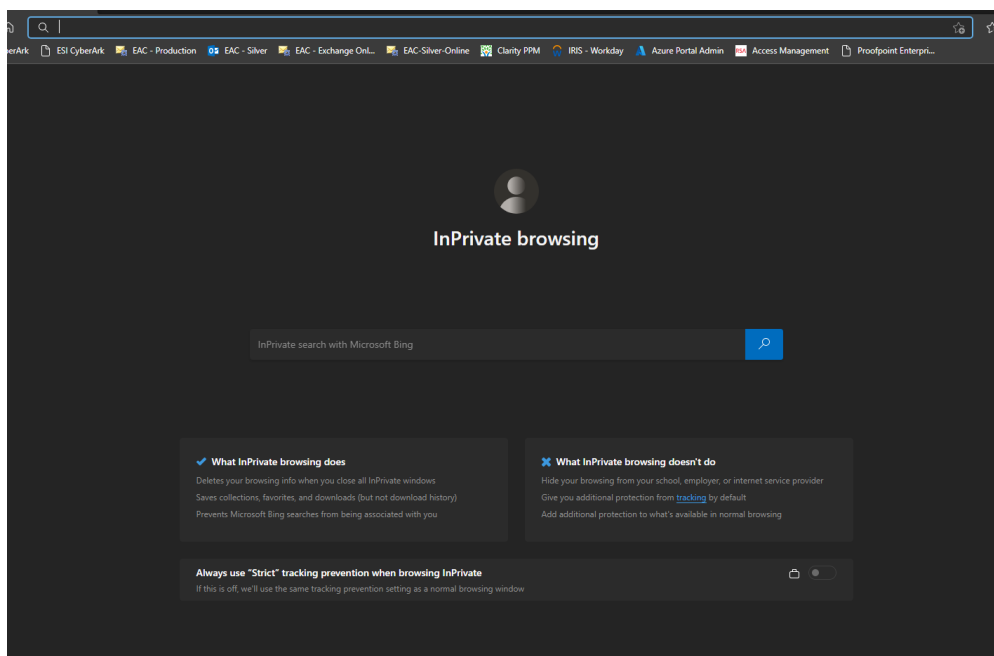 ESI CyberArk EAC - Production EAC - Silver EAC - Exchange Onl... EAC-Silver-Online Clarity PPM IRIS - Workday Azure Portal Admin RSA Access Management Proofpoint Enterpri...
InPrivate browsing
InPrivate search with Microsoft Bing
What InPrivate browsing does
Deletes your browsing info when you close all InPrivate windows
Saves collections, favorites, and downloads (but not download history)
Prevents Microsoft Bing searches from being associated with you
What InPrivate browsing doesn't do
Hide your browsing from your school, employer, or internet service provider
Give you additional protection from tracking by default
Add additional protection to what's available in normal browsing
Always use "Strict" tracking prevention when browsing InPrivate
If this is off, we'll use the same tracking prevention setting as a normal browsing window